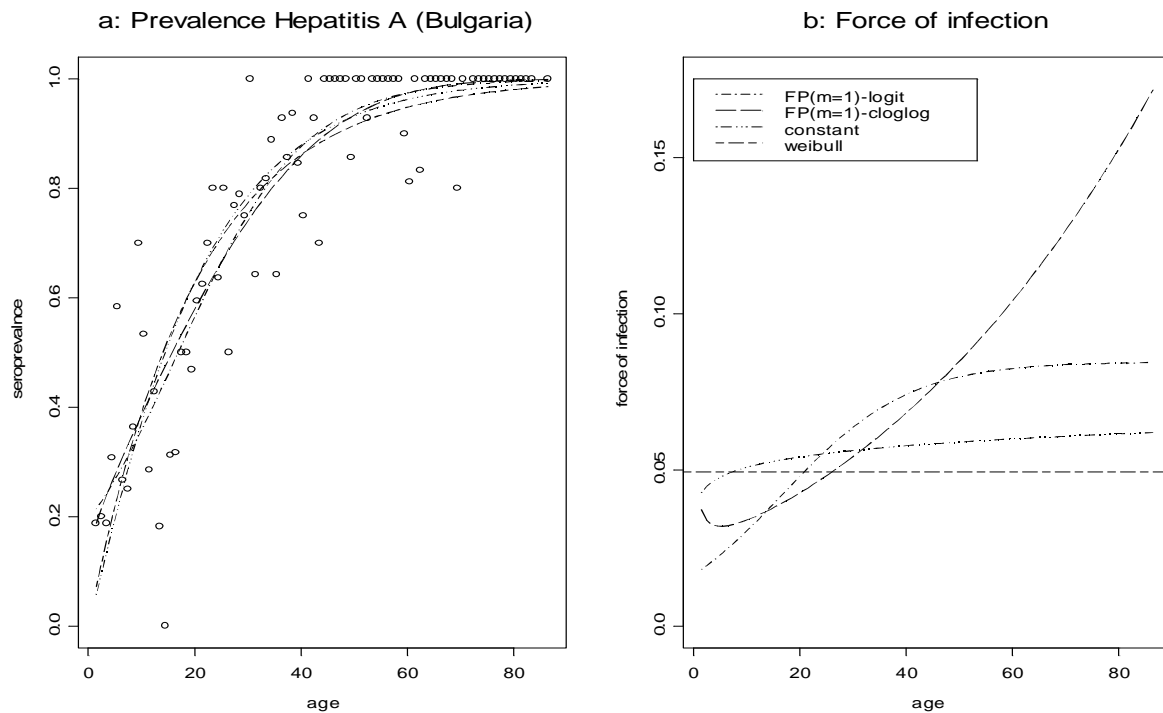 a: Prevalence Hepatitis A (Bulgaria)
seroprevalnce
1.0
0.8
0.6
0.4
0.2
0.0
0 20 40 60 80
age
b: Force of infection
FP(m=1)-logit
FP(m=1)-cloglog
constant
weibull
force of infection
0.15
0.10
0.05
0.0
0 20 40 60 80
age